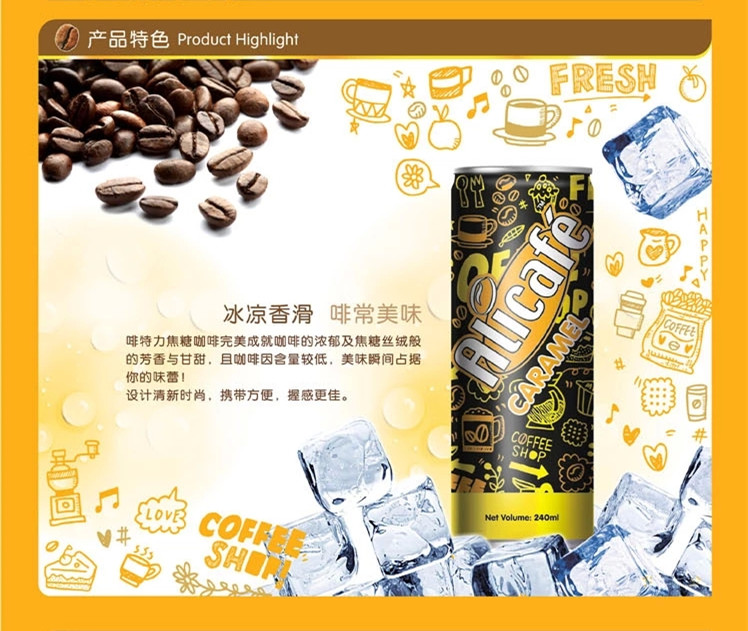 产品特色 Product Highlight
FRESH
HAPPY
Alicafé
CARAMEL
冰凉香滑 啡常美味
啡特力焦糖咖啡完美成就咖啡的浓郁及焦糖丝绒般
的芳香与甘甜，且咖啡因含量较低，美味瞬间占据
你的味蕾！
设计清新时尚，携带方便，握感更佳。
COFFEE
COFFEE
SHOP
LOVE
COFFEE
SHOP!
Net Volume: 240ml